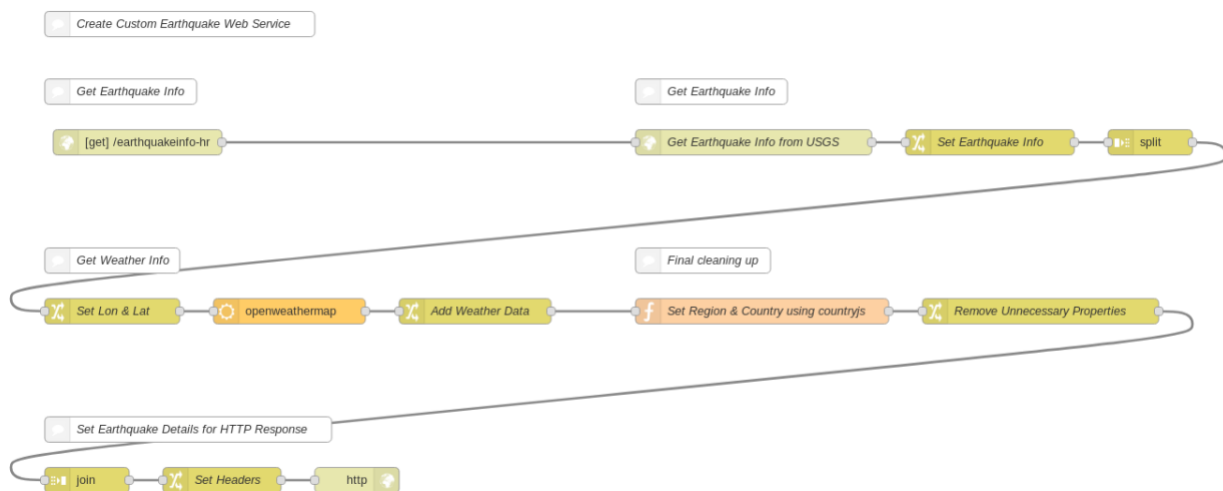 Create Custom Earthquake Web Service
Get Earthquake Info
Get Earthquake Info
[get] /earthquakeinfo-hr
Get Earthquake Info from USGS
Set Earthquake Info
split
Get Weather Info
Final cleaning up
Set Lon & Lat
openweathermap
Add Weather Data
Set Region & Country using countryjs
Remove Unnecessary Properties
Set Earthquake Details for HTTP Response
join
Set Headers
http